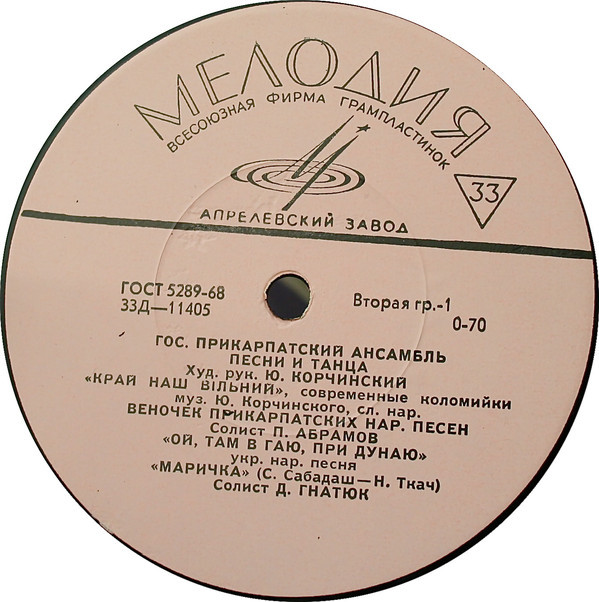 МЕЛОДИЯ
ВСЕСОЮЗНАЯ ФИРМА ГРАМПЛАСТИНОК
33
АПРЕЛЕВСКИЙ ЗАВОД
ГОСТ 5289-68
33Д—11405
Вторая гр.-1
0-70
ГОС. ПРИКАРПАТСКИЙ АНСАМБЛЬ
ПЕСНИ И ТАНЦА
Худ. рук. Ю. КОРЧИНСКИЙ
«КРАЙ НАШ ВІЛЬНИЙ», современные коломийки
муз. Ю. Корчинского, сл. нар.
ВЕНОЧЕК ПРИКАРПАТСКИХ НАР. ПЕСЕН
Солист П. АБРАМОВ
«ОЙ, ТАМ В ГАЮ, ПРИ ДУНАЮ»
укр. нар. песня
«МАРИЧКА» (С. Сабадаш—Н. Ткач)
Солист Д. ГНАТЮК